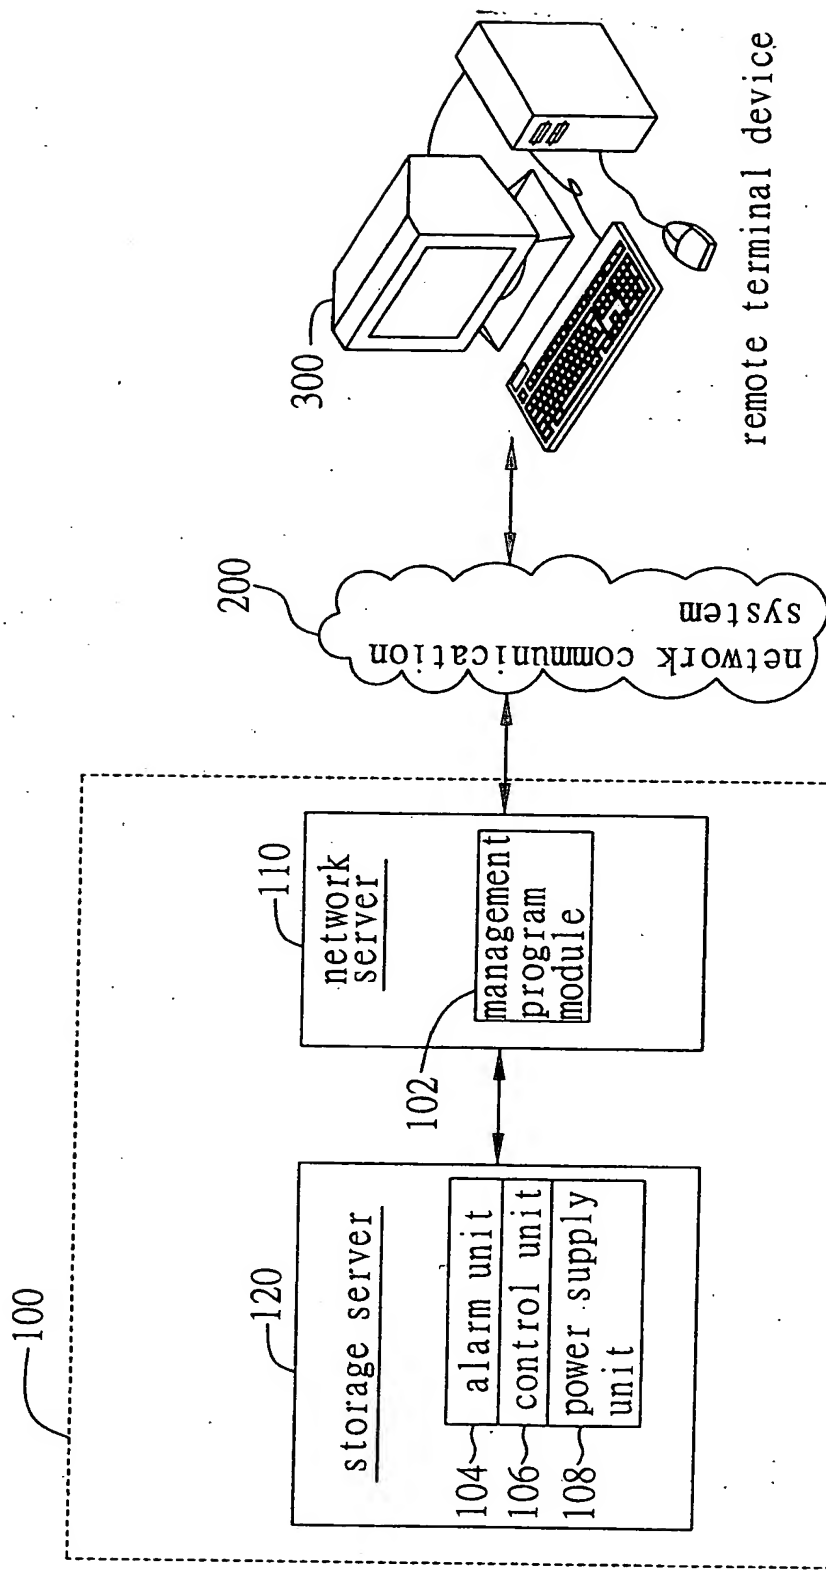 100
120
storage server
104
alarm unit
106
control unit
108
power supply
unit
110
network
server
102
management
program
module
200
network communication
system
300
remote terminal device